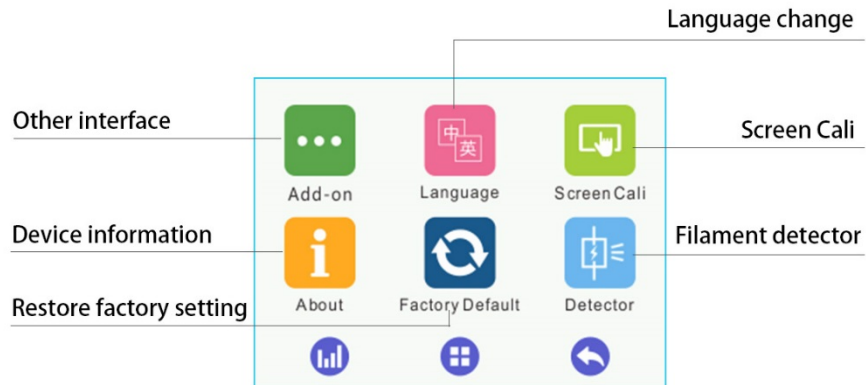 Language change
Other interface
Screen Cali
中
英
Add-on
Language
Screen Cali
Device information
Filament detector
Restore factory setting
About
Factory Default
Detector